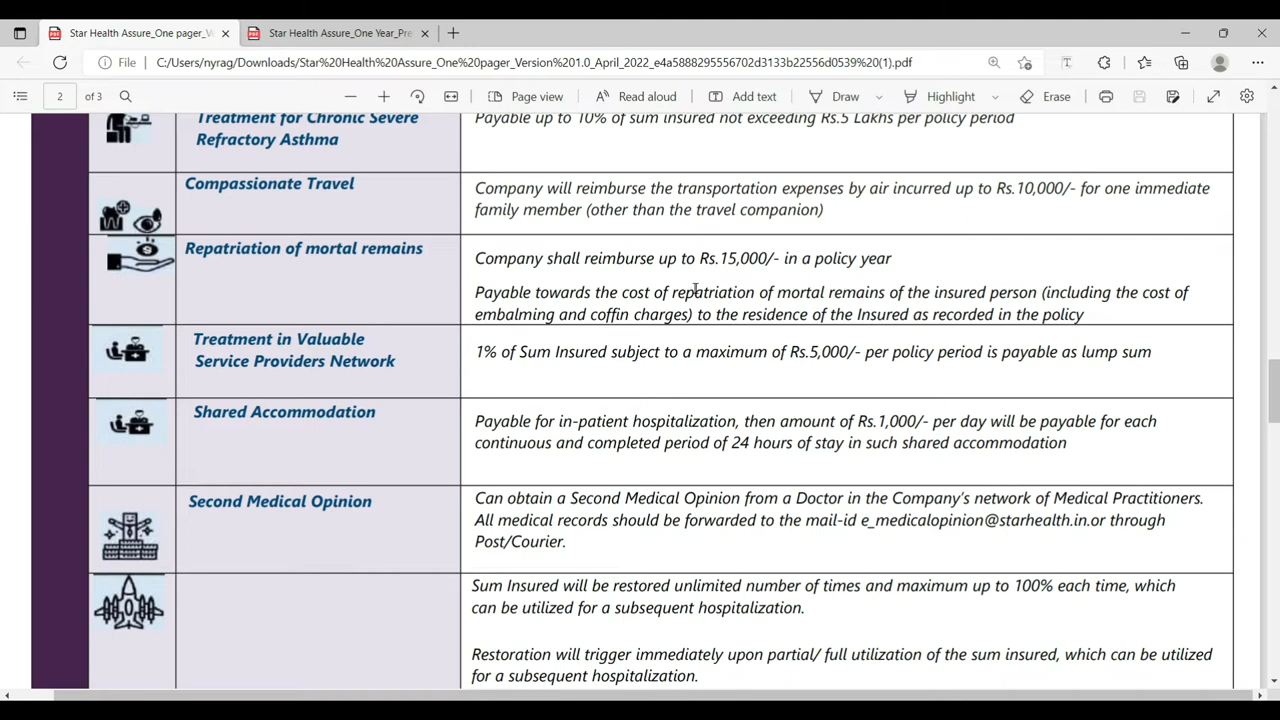 Star Health Assure_One pager_V
Star Health Assure_One Year_Pre
File
C:/Users/nyrag/Downloads/Star%20Health%20Assure_One%20pager_Version%201.0_April_2022_e4a5888295556702d3133b22556d0539%20(1).pdf
2 of 3
Page view
Read aloud
Add text
Draw
Highlight
Erase
Treatment for Chronic Severe
Refractory Asthma
Payable up to 10% of sum insured not exceeding Rs.5 Lakhs per policy period
Compassionate Travel
Company will reimburse the transportation expenses by air incurred up to Rs.10,000/- for one immediate
family member (other than the travel companion)
Repatriation of mortal remains
Company shall reimburse up to Rs.15,000/- in a policy year
Payable towards the cost of repatriation of mortal remains of the insured person (including the cost of
embalming and coffin charges) to the residence of the Insured as recorded in the policy
Treatment in Valuable
Service Providers Network
1% of Sum Insured subject to a maximum of Rs.5,000/- per policy period is payable as lump sum
Shared Accommodation
Payable for in-patient hospitalization, then amount of Rs.1,000/- per day will be payable for each
continuous and completed period of 24 hours of stay in such shared accommodation
Second Medical Opinion
Can obtain a Second Medical Opinion from a Doctor in the Company's network of Medical Practitioners.
All medical records should be forwarded to the mail-id e_medicalopinion@starhealth.in.or through
Post/Courier.
Sum Insured will be restored unlimited number of times and maximum up to 100% each time, which
can be utilized for a subsequent hospitalization.
Restoration will trigger immediately upon partial/ full utilization of the sum insured, which can be utilized
for a subsequent hospitalization.